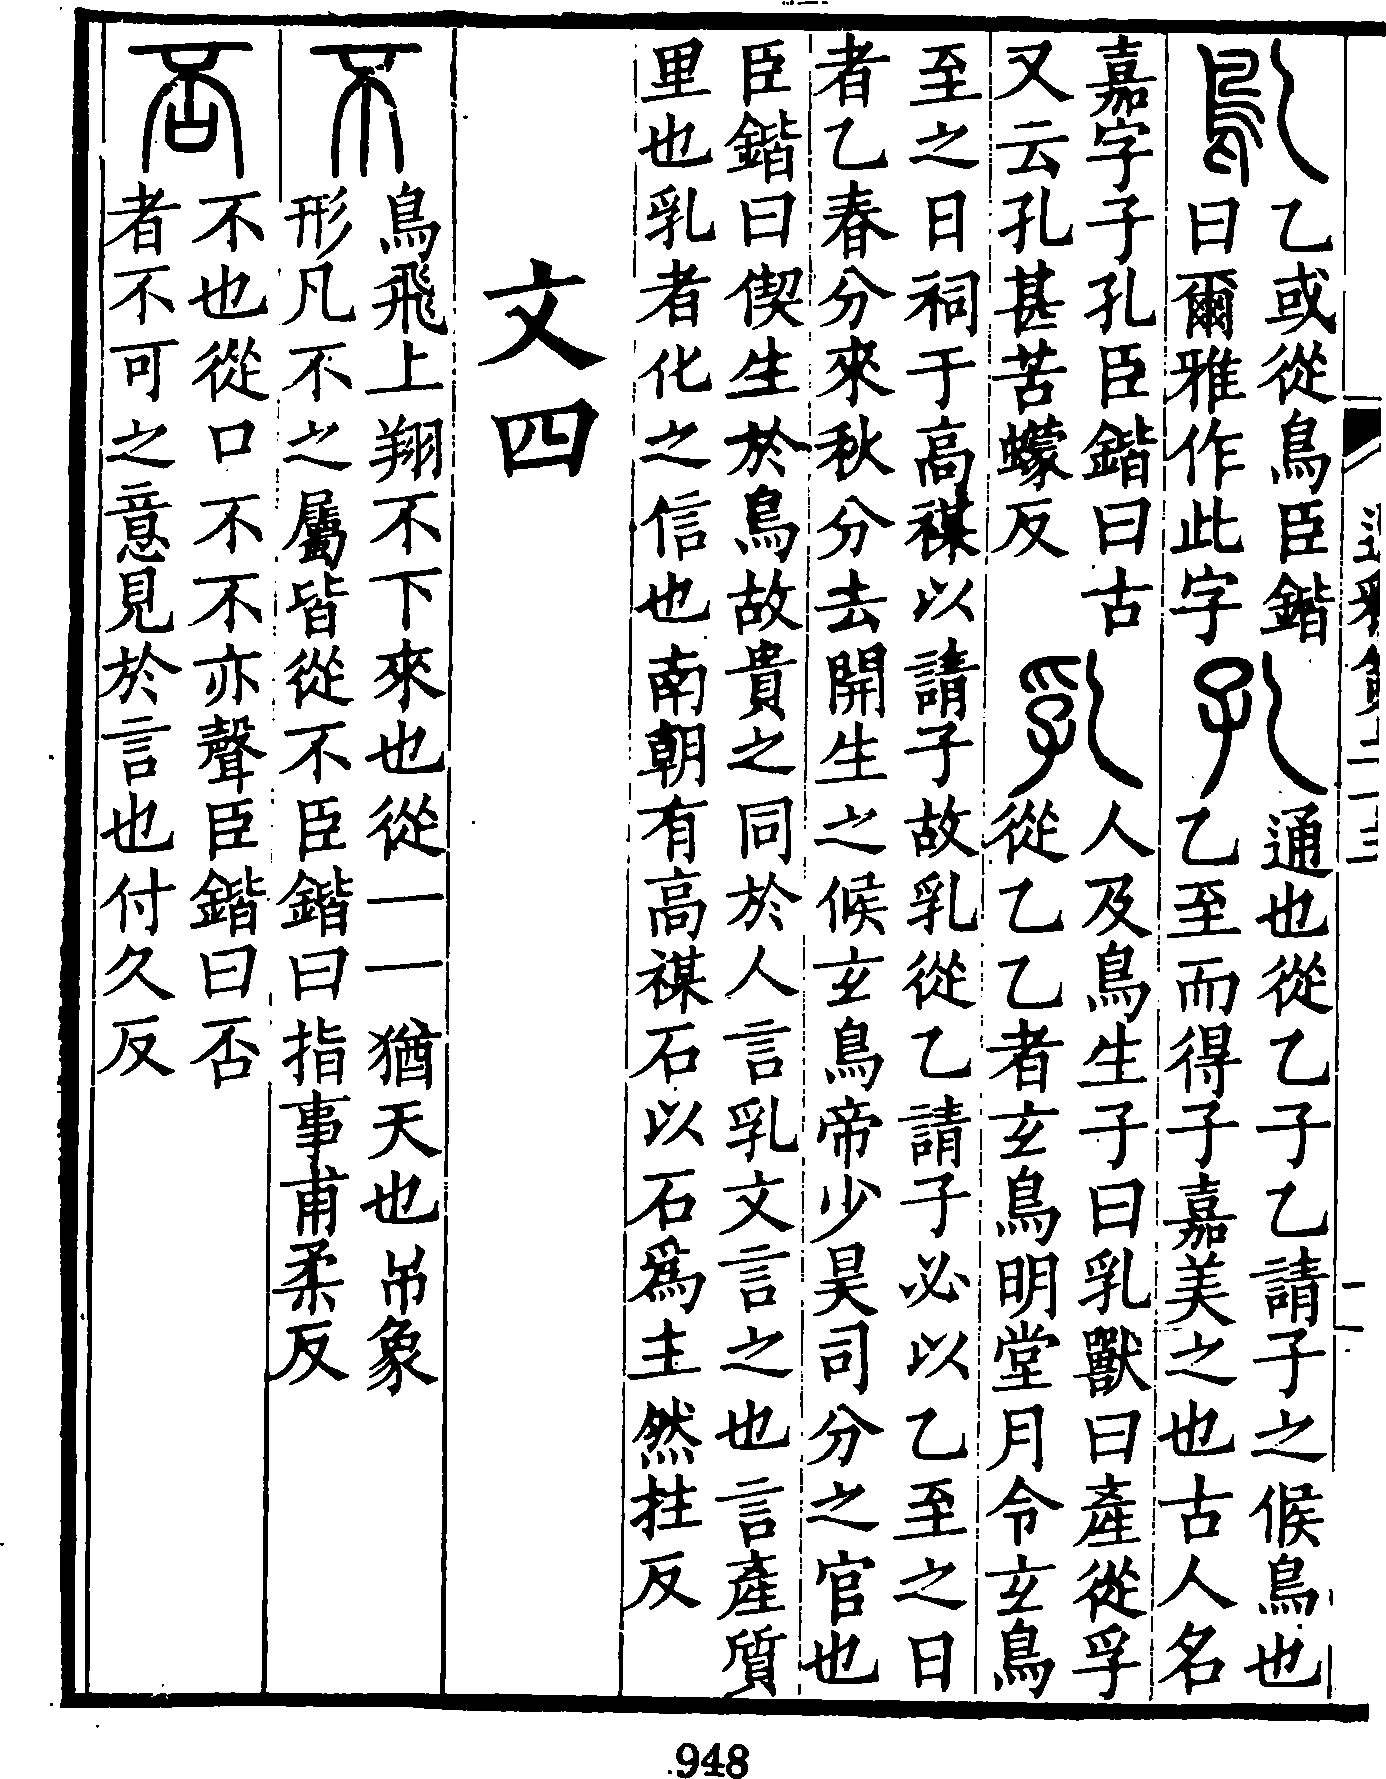 𪇃乙或從鳥臣鍇
曰爾雅作此字
孔通也從乙子乙請子之候鳥也
乙至而得子嘉美之也古人名
嘉字子孔臣鍇曰古
又云孔甚苦蠓反
乳人及鳥生子曰乳獸曰產從孚
從乙乙者玄鳥明堂月令玄鳥
至之日祠于高禖以請子故乳從乙請子必以乙至之日
者乙春分來秋分去開生之候玄鳥帝少昊司分之官也
臣鍇曰偰生於鳥故貴之同於人言乳文言之也言產質
里也乳者化之信也南朝有高禖石以石為主然拄反
文四
不鳥飛上翔不下來也從一一猶天也吊象
形凡不之屬皆從不臣鍇曰指事甫柔反
否不也從口不不亦聲臣鍇曰否
者不可之意見於言也付久反
948